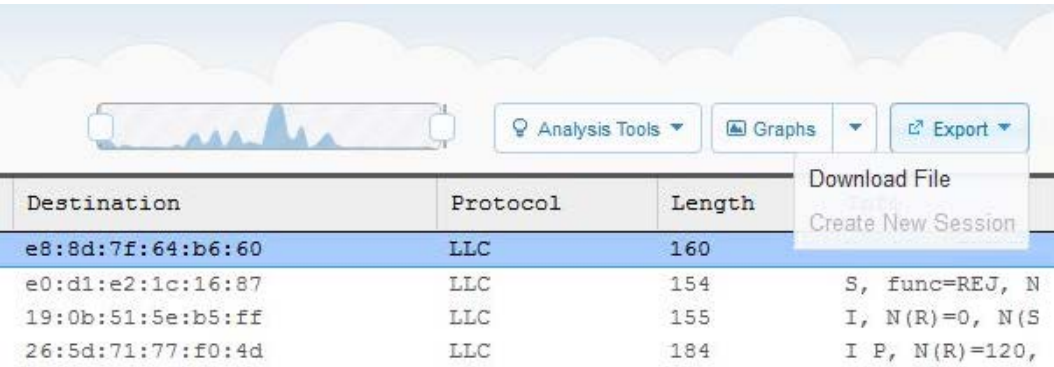 Analysis Tools Graphs Export
Download File
Create New Session
Destination Protocol Length
e8:8d:7f:64:b6:60 LLC 160
e0:d1:e2:1c:16:87 LLC 154 S, func=REJ, N
19:0b:51:5e:b5:ff LLC 155 I, N(R)=0, N(S
26:5d:71:77:f0:4d LLC 184 I P, N(R)=120,